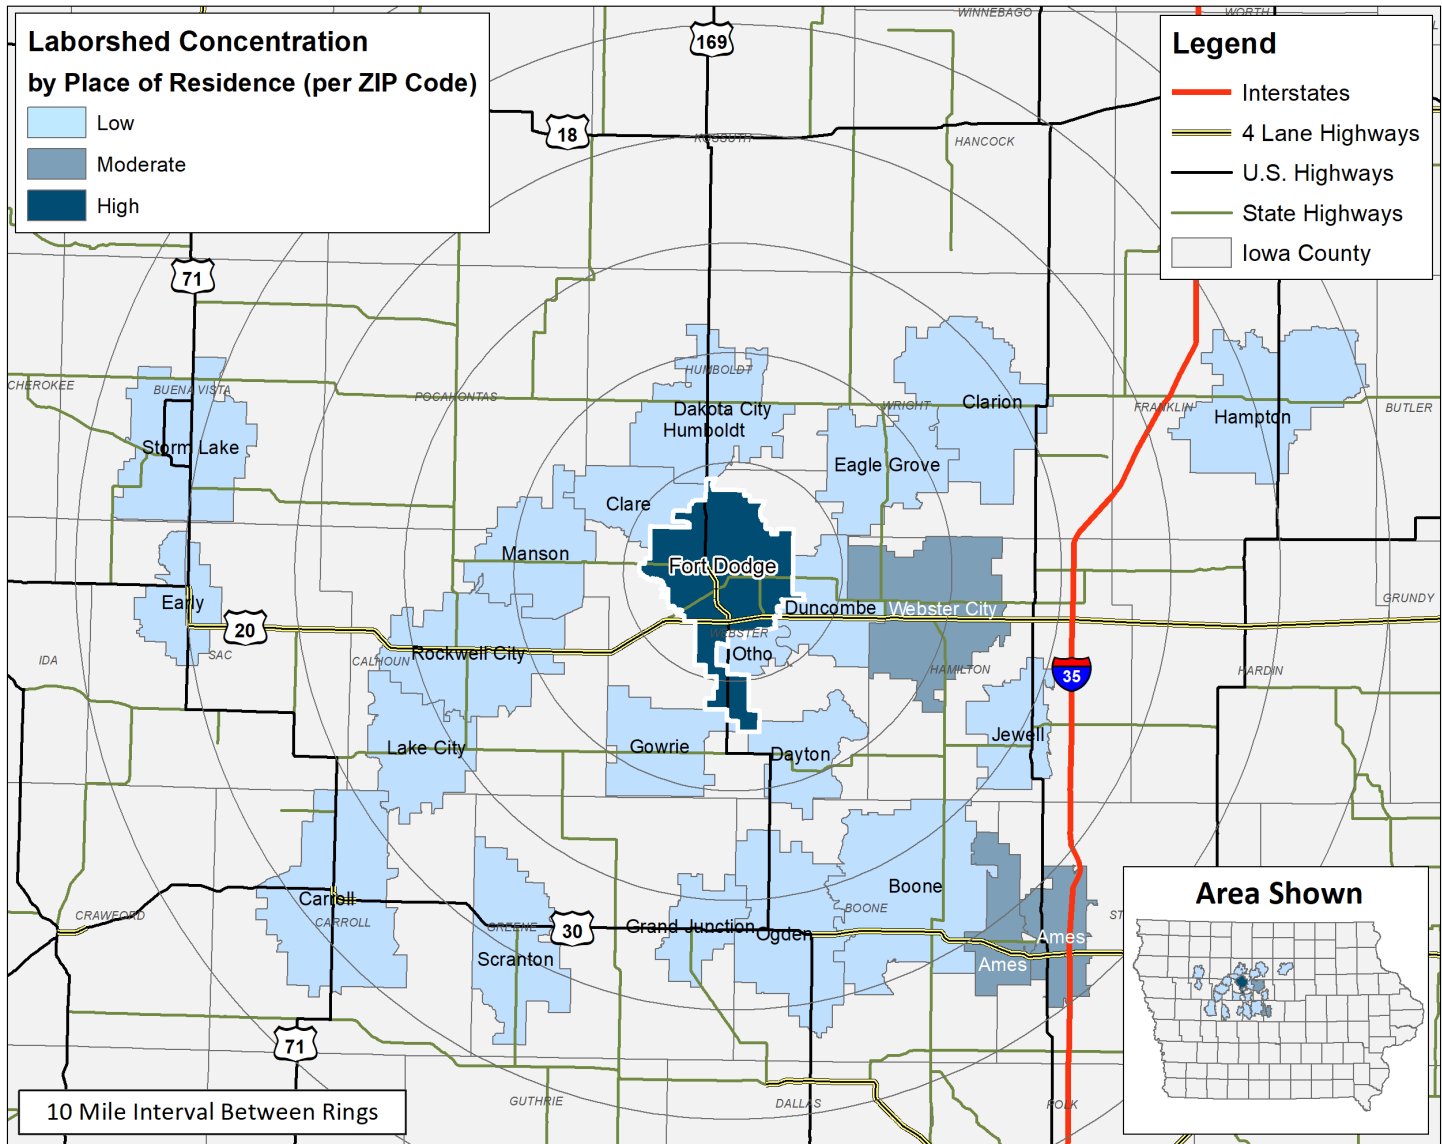 Laborshed Concentration
by Place of Residence (per ZIP Code)
Low
Moderate
High
Legend
Interstates
4 Lane Highways
U.S. Highways
State Highways
Iowa County
WINNEBAGO
WORTH
169
18
KOSSUTH
HANCOCK
71
CHEROKEE
BUENA VISTA
POCAHONTAS
HUMBOLDT
WRIGHT
FRANKLIN
BUTLER
Dakota City
Humboldt
Clarion
Hampton
Storm Lake
Eagle Grove
Clare
Manson
Fort Dodge
Early
Duncombe
Webster City
GRUNDY
20
WEBSTER
IDA
SAC
CALHOUN
Rockwell City
Otho
HAMILTON
35
HARDIN
Lake City
Gowrie
Dayton
Jewell
Carroll
CRAWFORD
CARROLL
GREENE
30
Grand Junction
Ogden
Boone
BOONE
Ames
Ames
ST
Scranton
71
GUTHRIE
DALLAS
POLK
10 Mile Interval Between Rings
Area Shown